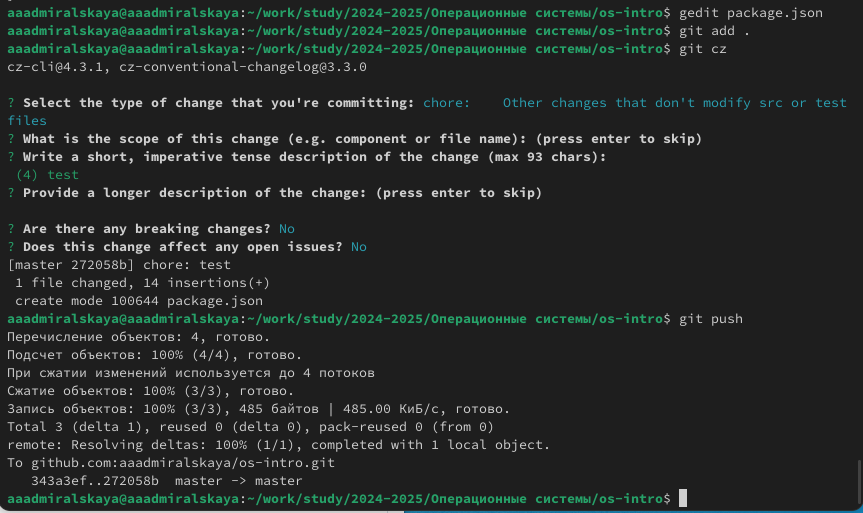 aaadmiralskaya@aaadmiralskaya:~/work/study/2024-2025/Операционные системы/os-intro$ gedit package.json
aaadmiralskaya@aaadmiralskaya:~/work/study/2024-2025/Операционные системы/os-intro$ git add .
aaadmiralskaya@aaadmiralskaya:~/work/study/2024-2025/Операционные системы/os-intro$ git cz
cz-cli@4.3.1, cz-conventional-changelog@3.3.0
? Select the type of change that you're committing: chore:    Other changes that don't modify src or test
files
? What is the scope of this change (e.g. component or file name): (press enter to skip)
? Write a short, imperative tense description of the change (max 93 chars):
(4) test
? Provide a longer description of the change: (press enter to skip)
? Are there any breaking changes? No
? Does this change affect any open issues? No
[master 272058b] chore: test
1 file changed, 14 insertions(+)
create mode 100644 package.json
aaadmiralskaya@aaadmiralskaya:~/work/study/2024-2025/Операционные системы/os-intro$ git push
Перечисление объектов: 4, готово.
Подсчет объектов: 100% (4/4), готово.
При сжатии изменений используется до 4 потоков
Сжатие объектов: 100% (3/3), готово.
Запись объектов: 100% (3/3), 485 байтов | 485.00 КиБ/с, готово.
Total 3 (delta 1), reused 0 (delta 0), pack-reused 0 (from 0)
remote: Resolving deltas: 100% (1/1), completed with 1 local object.
To github.com:aaadmiralskaya/os-intro.git
343a3ef..272058b  master -> master
aaadmiralskaya@aaadmiralskaya:~/work/study/2024-2025/Операционные системы/os-intro$